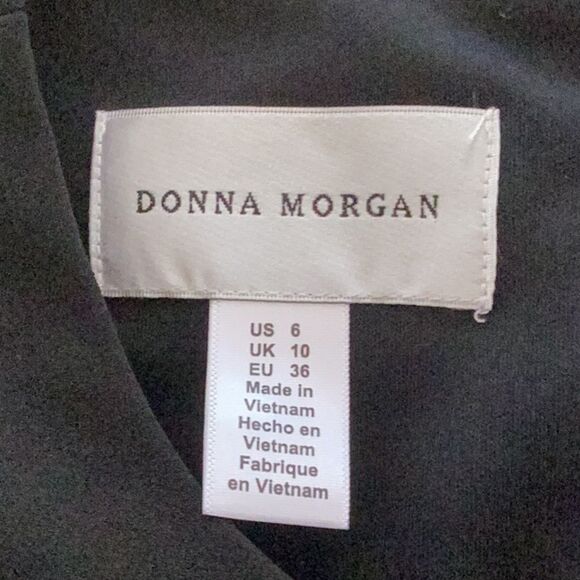 DONNA MORGAN
US 6
UK 10
EU 36
Made in
Vietnam
Hecho en
Vietnam
Fabrique
en Vietnam